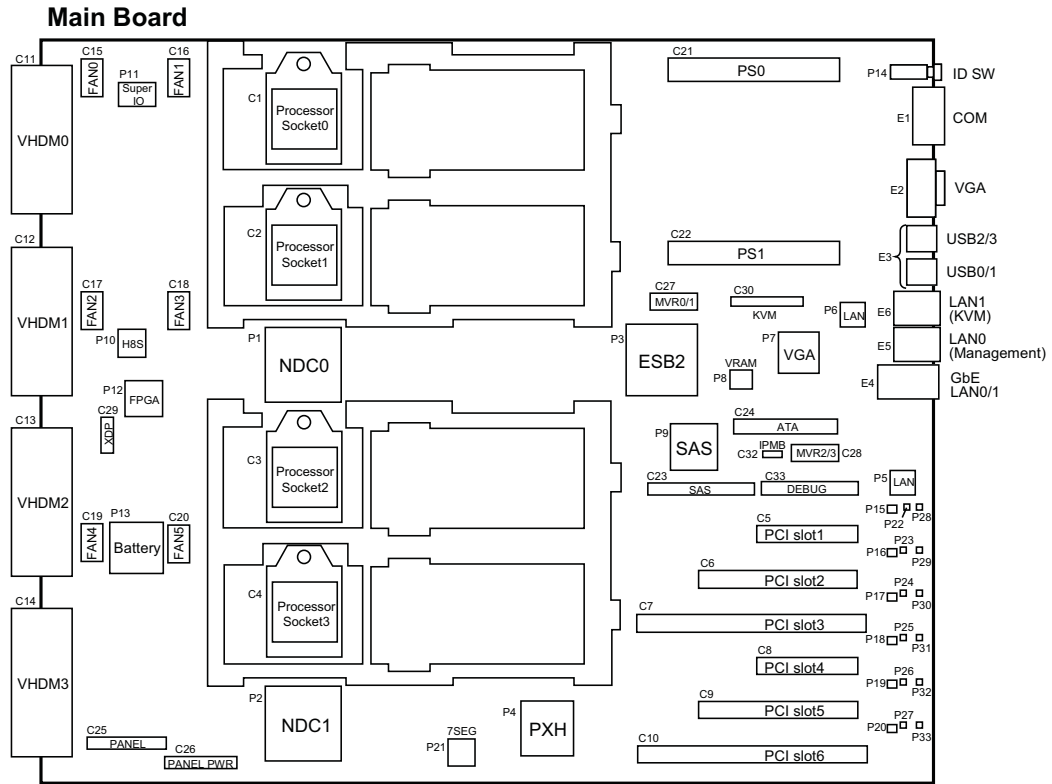 Main Board
C11
VHDM0
C15
FAN0
P11
Super
IO
C16
FAN1
C1
Processor
Socket0
C21
PS0
P14
ID SW
E1
COM
E2
VGA
C12
VHDM1
C2
Processor
Socket1
C22
PS1
E3
USB2/3
USB0/1
C17
FAN2
C18
FAN3
P10
H8S
P1
NDC0
P3
ESB2
C27
MVR0/1
C30
KVM
P6
LAN
P7
VGA
VRAM
P8
E6
LAN1
(KVM)
E5
LAN0
(Management)
E4
GbE
LAN0/1
P12
FPGA
C29
XDP
C13
VHDM2
C3
Processor
Socket2
P9
SAS
C24
ATA
IPMB
C32
MVR2/3
C28
C23
SAS
C33
DEBUG
P5
LAN
C19
FAN4
P13
Battery
C20
FAN5
C5
PCI slot1
P15
P22
P28
C4
Processor
Socket3
C6
PCI slot2
P16
P23
P29
C14
VHDM3
C7
PCI slot3
P17
P24
P30
C8
PCI slot4
P18
P25
P31
P2
NDC1
P4
PXH
C9
PCI slot5
P19
P26
P32
C25
PANEL
C26
PANEL PWR
7SEG
P21
C10
PCI slot6
P20
P27
P33